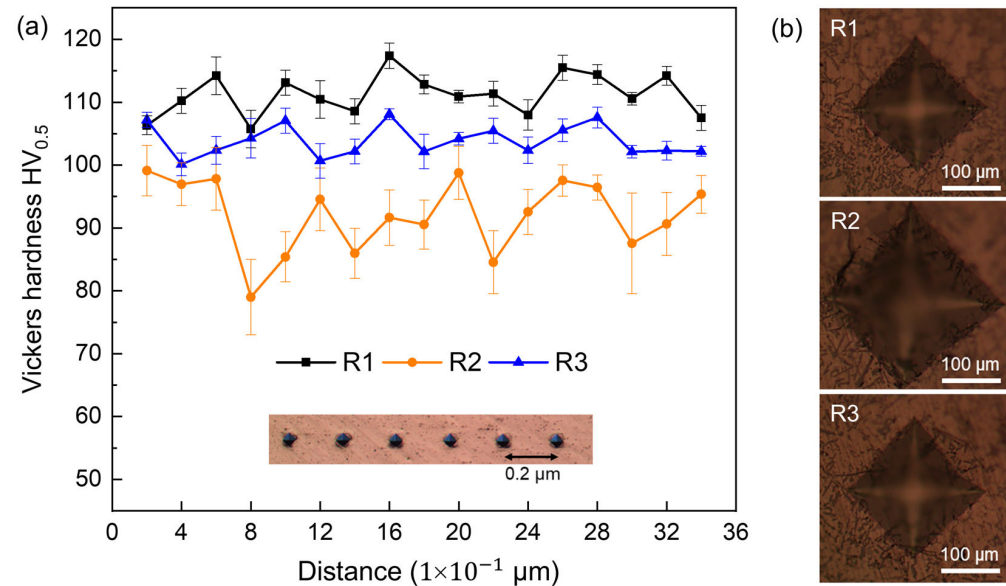 (a)
120
110
100
90
80
70
60
50
Vickers hardness HV0.5
R1 R2 R3
0.2 µm
0 2 4 8 12 16 20 24 28 32 36
Distance (1×10⁻¹ µm)
(b)
R1
100 µm
R2
100 µm
R3
100 µm